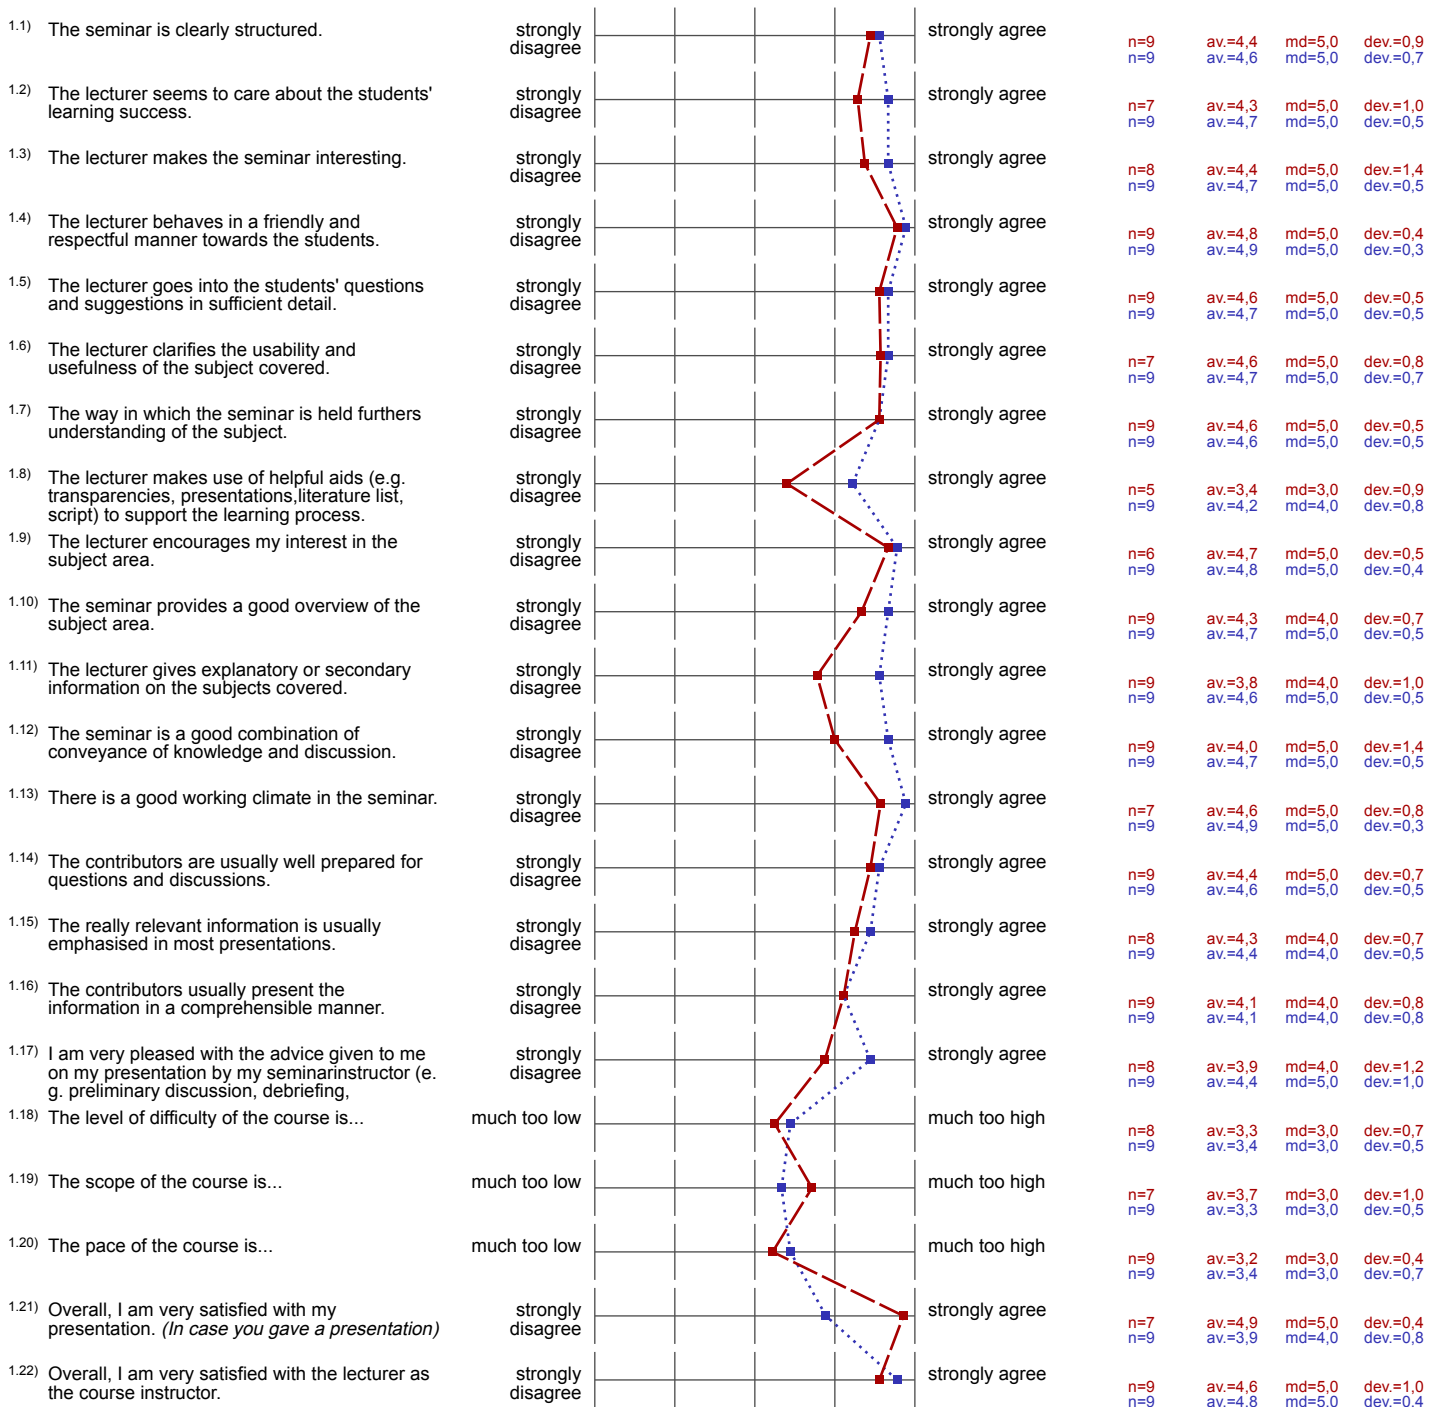 1.1) The seminar is clearly structured. strongly disagree strongly agree
n=9 av.=4,4 md=5,0 dev.=0,9
n=9 av.=4,6 md=5,0 dev.=0,7
1.2) The lecturer seems to care about the students'
learning success. strongly disagree strongly agree
n=7 av.=4,3 md=5,0 dev.=1,0
n=9 av.=4,7 md=5,0 dev.=0,5
1.3) The lecturer makes the seminar interesting. strongly disagree strongly agree
n=8 av.=4,4 md=5,0 dev.=1,4
n=9 av.=4,7 md=5,0 dev.=0,5
1.4) The lecturer behaves in a friendly and
respectful manner towards the students. strongly disagree strongly agree
n=9 av.=4,8 md=5,0 dev.=0,4
n=9 av.=4,9 md=5,0 dev.=0,3
1.5) The lecturer goes into the students' questions
and suggestions in sufficient detail. strongly disagree strongly agree
n=9 av.=4,6 md=5,0 dev.=0,5
n=9 av.=4,7 md=5,0 dev.=0,5
1.6) The lecturer clarifies the usability and
usefulness of the subject covered. strongly disagree strongly agree
n=7 av.=4,6 md=5,0 dev.=0,8
n=9 av.=4,7 md=5,0 dev.=0,7
1.7) The way in which the seminar is held furthers
understanding of the subject. strongly disagree strongly agree
n=9 av.=4,6 md=5,0 dev.=0,5
n=9 av.=4,6 md=5,0 dev.=0,5
1.8) The lecturer makes use of helpful aids (e.g.
transparencies, presentations,literature list,
script) to support the learning process. strongly disagree strongly agree
n=5 av.=3,4 md=3,0 dev.=0,9
n=9 av.=4,2 md=4,0 dev.=0,8
1.9) The lecturer encourages my interest in the
subject area. strongly disagree strongly agree
n=6 av.=4,7 md=5,0 dev.=0,5
n=9 av.=4,8 md=5,0 dev.=0,4
1.10) The seminar provides a good overview of the
subject area. strongly disagree strongly agree
n=9 av.=4,3 md=4,0 dev.=0,7
n=9 av.=4,7 md=5,0 dev.=0,5
1.11) The lecturer gives explanatory or secondary
information on the subjects covered. strongly disagree strongly agree
n=9 av.=3,8 md=4,0 dev.=1,0
n=9 av.=4,6 md=5,0 dev.=0,5
1.12) The seminar is a good combination of
conveyance of knowledge and discussion. strongly disagree strongly agree
n=9 av.=4,0 md=5,0 dev.=1,4
n=9 av.=4,7 md=5,0 dev.=0,5
1.13) There is a good working climate in the seminar. strongly disagree strongly agree
n=7 av.=4,6 md=5,0 dev.=0,8
n=9 av.=4,9 md=5,0 dev.=0,3
1.14) The contributors are usually well prepared for
questions and discussions. strongly disagree strongly agree
n=9 av.=4,4 md=5,0 dev.=0,7
n=9 av.=4,6 md=5,0 dev.=0,5
1.15) The really relevant information is usually
emphasised in most presentations. strongly disagree strongly agree
n=8 av.=4,3 md=4,0 dev.=0,7
n=9 av.=4,4 md=4,0 dev.=0,5
1.16) The contributors usually present the
information in a comprehensible manner. strongly disagree strongly agree
n=9 av.=4,1 md=4,0 dev.=0,8
n=9 av.=4,1 md=4,0 dev.=0,8
1.17) I am very pleased with the advice given to me
on my presentation by my seminarinstructor (e.
g. preliminary discussion, debriefing, strongly disagree strongly agree
n=8 av.=3,9 md=4,0 dev.=1,2
n=9 av.=4,4 md=5,0 dev.=1,0
1.18) The level of difficulty of the course is... much too low much too high
n=8 av.=3,3 md=3,0 dev.=0,7
n=9 av.=3,4 md=3,0 dev.=0,5
1.19) The scope of the course is... much too low much too high
n=7 av.=3,7 md=3,0 dev.=1,0
n=9 av.=3,3 md=3,0 dev.=0,5
1.20) The pace of the course is... much too low much too high
n=9 av.=3,2 md=3,0 dev.=0,4
n=9 av.=3,4 md=3,0 dev.=0,7
1.21) Overall, I am very satisfied with my
presentation. (In case you gave a presentation) strongly disagree strongly agree
n=7 av.=4,9 md=5,0 dev.=0,4
n=9 av.=3,9 md=4,0 dev.=0,8
1.22) Overall, I am very satisfied with the lecturer as
the course instructor. strongly disagree strongly agree
n=9 av.=4,6 md=5,0 dev.=1,0
n=9 av.=4,8 md=5,0 dev.=0,4